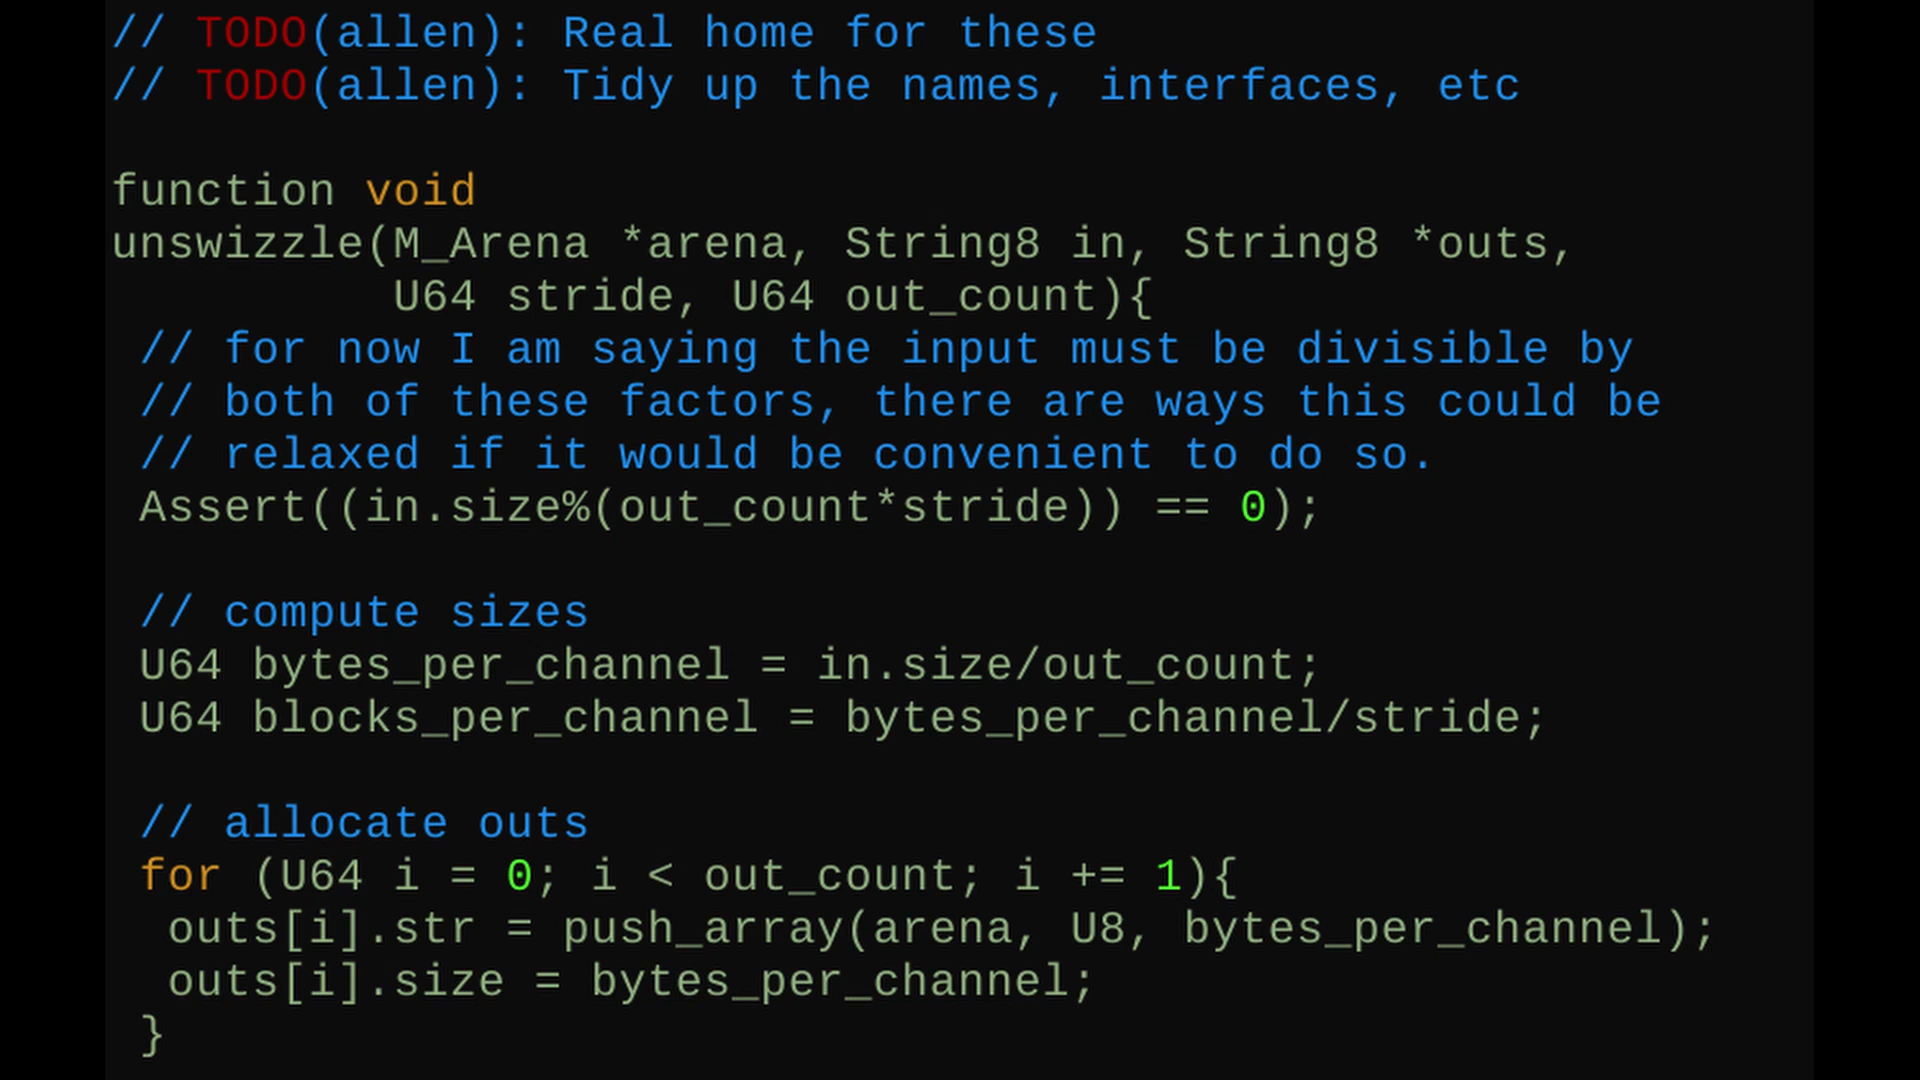 // TODO(allen): Real home for these
// TODO(allen): Tidy up the names, interfaces, etc
function void
unswizzle(M_Arena *arena, String8 in, String8 *outs,
U64 stride, U64 out_count){
// for now I am saying the input must be divisible by
// both of these factors, there are ways this could be
// relaxed if it would be convenient to do so.
Assert((in.size%(out_count*stride)) == 0);
// compute sizes
U64 bytes_per_channel = in.size/out_count;
U64 blocks_per_channel = bytes_per_channel/stride;
// allocate outs
for (U64 i = 0; i < out_count; i += 1){
outs[i].str = push_array(arena, U8, bytes_per_channel);
outs[i].size = bytes_per_channel;
}